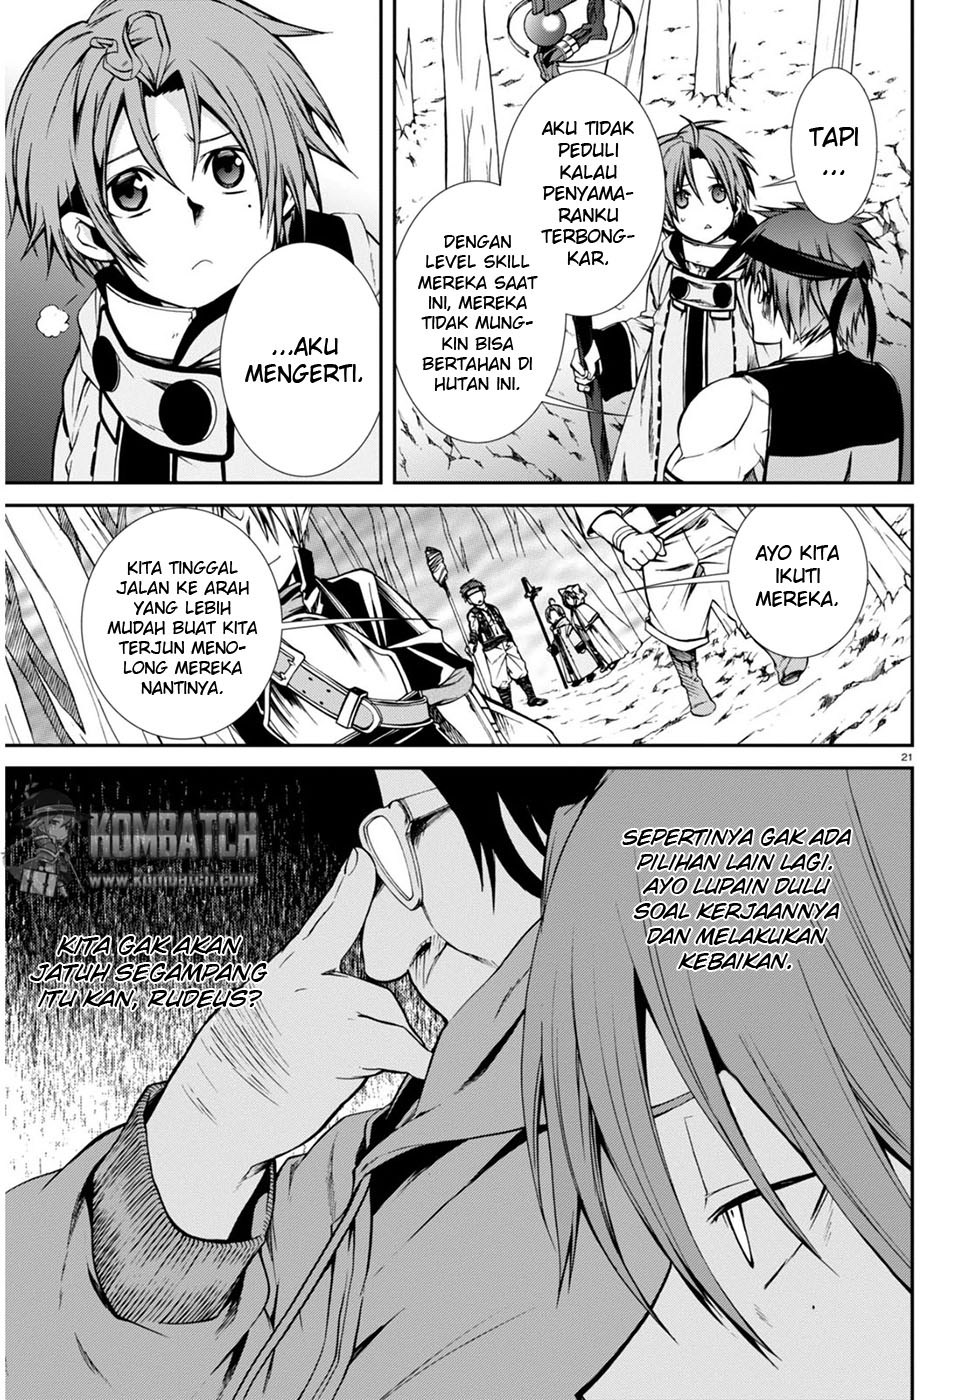 TAPI
...
AKU TIDAK
PEDULI
KALAU
PENYAMA-
RANKU
TERBONG-
KAR.
DENGAN
LEVEL SKILL
MEREKA SAAT
INI, MEREKA
TIDAK MUNG-
KIN BISA
BERTAHAN DI
HUTAN INI.
...AKU
MENGERTI.
AYO KITA
IKUTI
MEREKA.
KITA TINGGAL
JALAN KE ARAH
YANG LEBIH
MUDAH BUAT KITA
TERJUN MENO-
LONG MEREKA
NANTINYA.
21
SEPERTINYA GAK ADA
PILIHAN LAIN LAGI.
AYO LUPAIN DULU
SOAL KERJAANNYA
DAN MELAKUKAN
KEBAIKAN.
KOMBATCH
KITA GAK AKAN
JATUH SEGAMPANG
ITU KAN, RUDEUS?